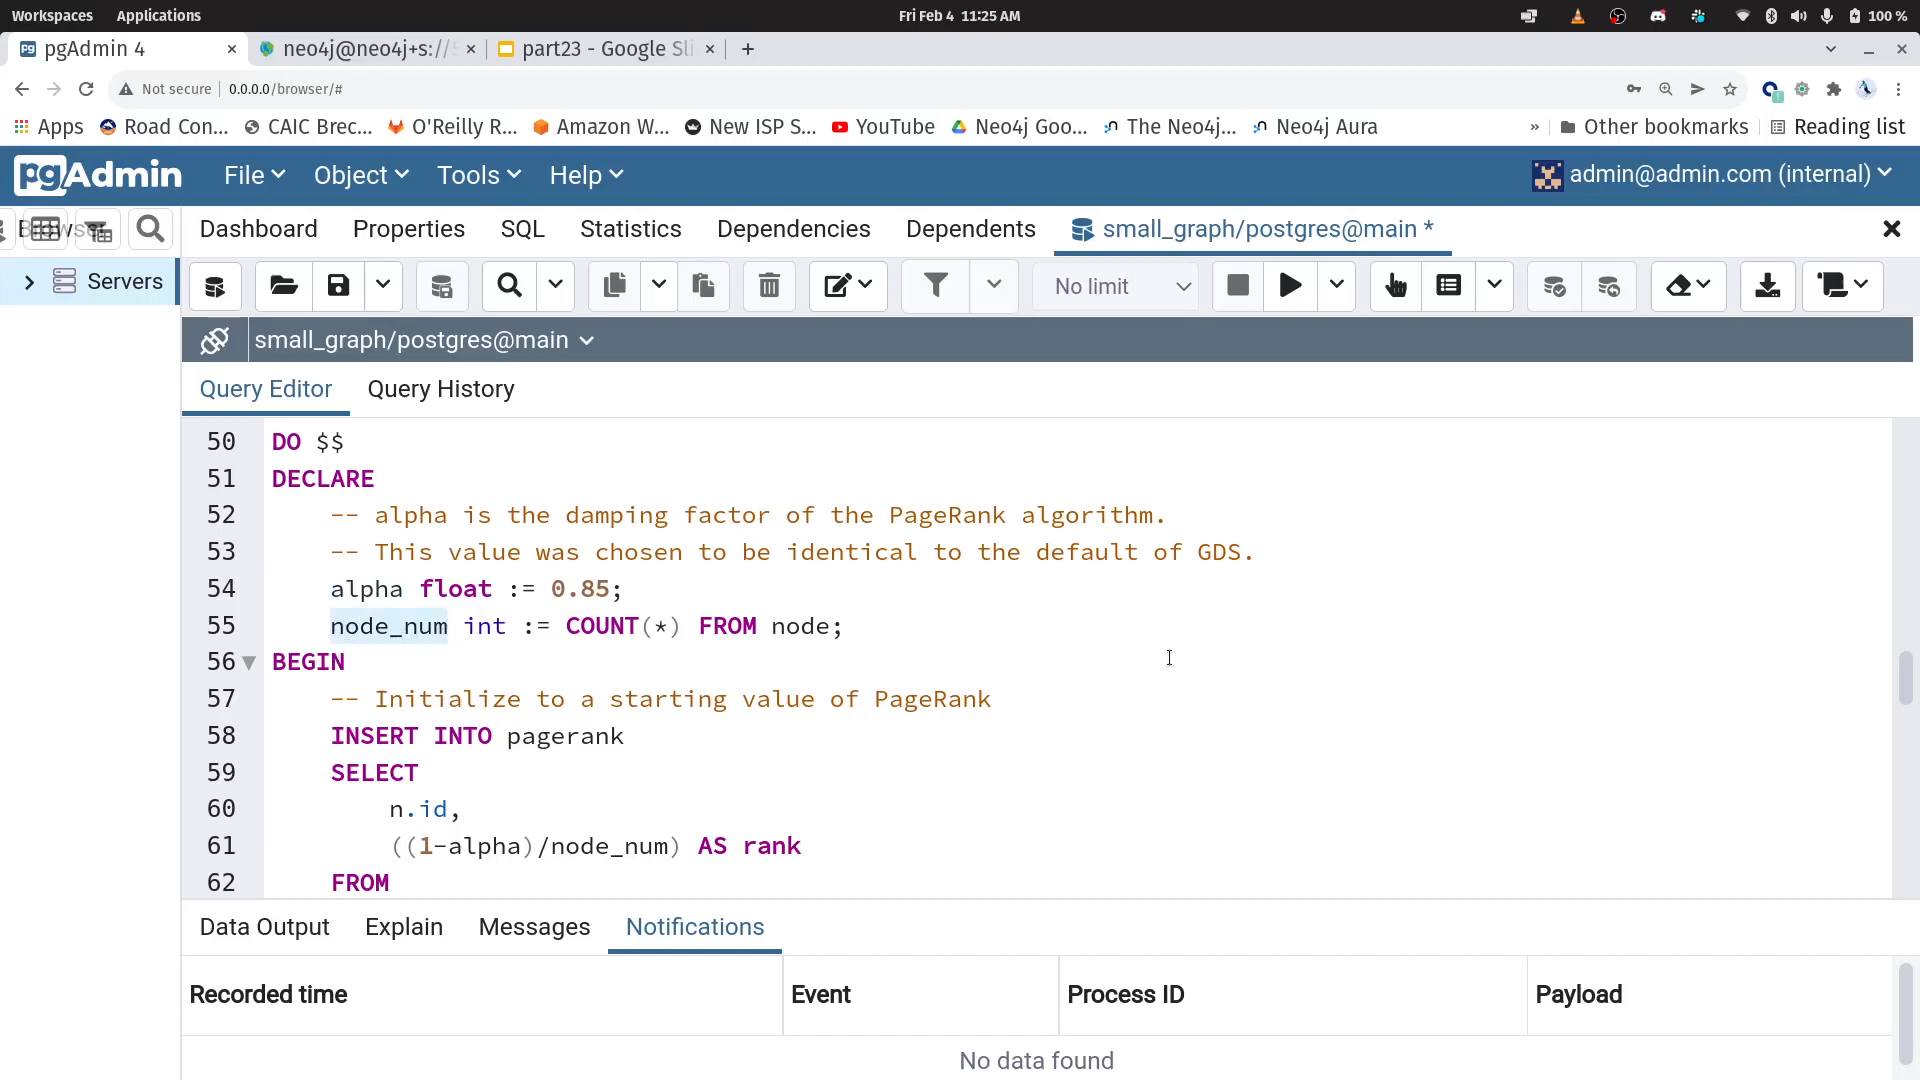 Workspaces Applications Fri Feb 4 11:25 AM 100 %
pgAdmin 4 neo4j@neo4j+s:// part23 - Google Sli
Not secure 0.0.0.0/browser/#
Apps Road Con... CAIC Brec... O'Reilly R... Amazon W... New ISP S... YouTube Neo4j Goo... The Neo4j... Neo4j Aura » Other bookmarks Reading list
pgAdmin File Object Tools Help admin@admin.com (internal)
Dashboard Properties SQL Statistics Dependencies Dependents small_graph/postgres@main *
Servers No limit
small_graph/postgres@main
Query Editor Query History
50 DO $$
51 DECLARE
52 -- alpha is the damping factor of the PageRank algorithm.
53 -- This value was chosen to be identical to the default of GDS.
54 alpha float := 0.85;
55 node_num int := COUNT(*) FROM node;
56 BEGIN
57 -- Initialize to a starting value of PageRank
58 INSERT INTO pagerank
59 SELECT
60 n.id,
61 ((1-alpha)/node_num) AS rank
62 FROM
Data Output Explain Messages Notifications
Recorded time Event Process ID Payload
No data found